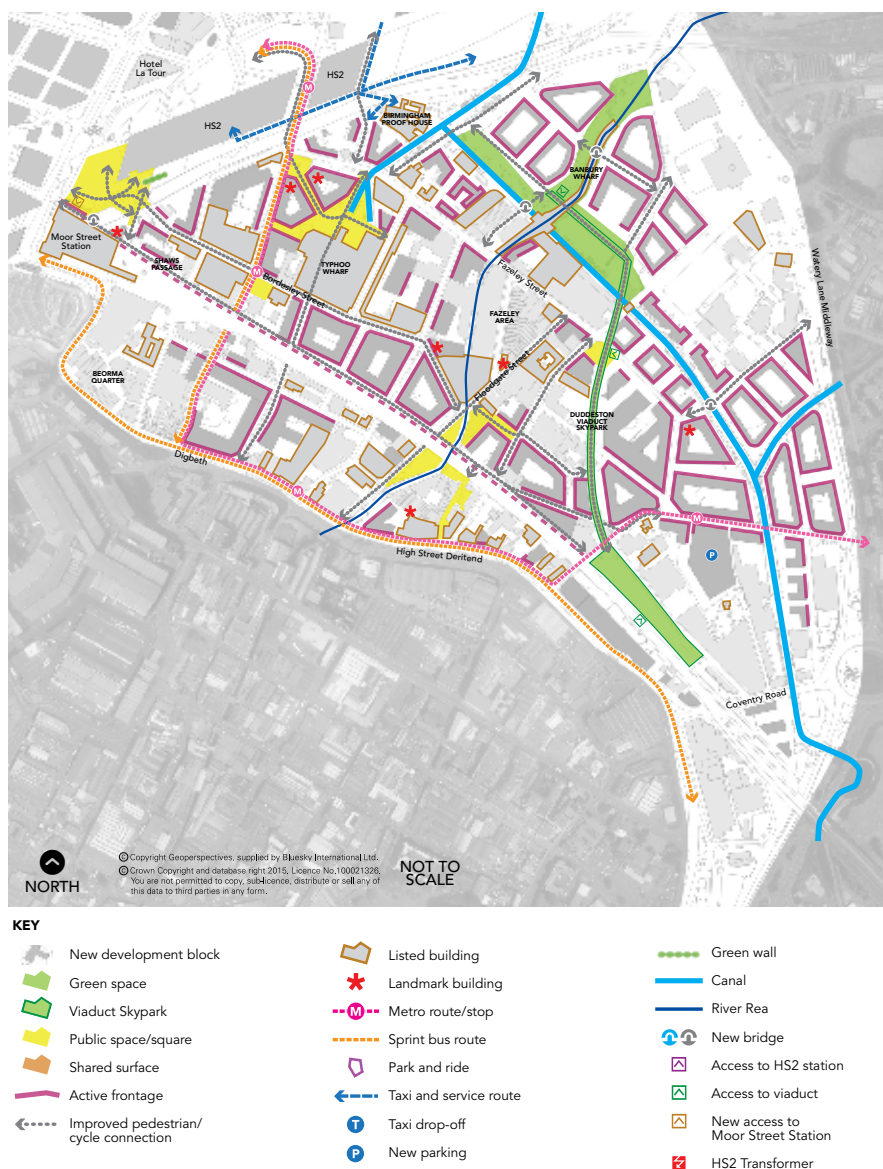 Hotel
La Tour
HS2
HS2
M
BIRMINGHAM
PROOF HOUSE
BANBURY
WHARF
Moor Street
Station
SHAWS
PASSAGE
M
TYPHOO
WHARF
Bordesley Street
Fazeley Street
FAZELEY
AREA
Floodgate Street
Watery Lane Middleway
BEORMA
QUARTER
DUDDESTON
VIADUCT
SKYPARK
Digbeth
M
M
High Street Deritend
P
Coventry Road
NORTH
© Copyright Geoperspectives, supplied by Bluesky International Ltd.
© Crown Copyright and database right 2015. Licence No.100021326.
You are not permitted to copy, sub-licence, distribute or sell any of
this data to third parties in any form.
NOT TO
SCALE
KEY
New development block
Green space
Viaduct Skypark
Public space/square
Shared surface
Active frontage
Improved pedestrian/
cycle connection
Listed building
Landmark building
M
Metro route/stop
Sprint bus route
Park and ride
Taxi and service route
T
Taxi drop-off
P
New parking
Green wall
Canal
River Rea
New bridge
Access to HS2 station
Access to viaduct
New access to
Moor Street Station
HS2 Transformer